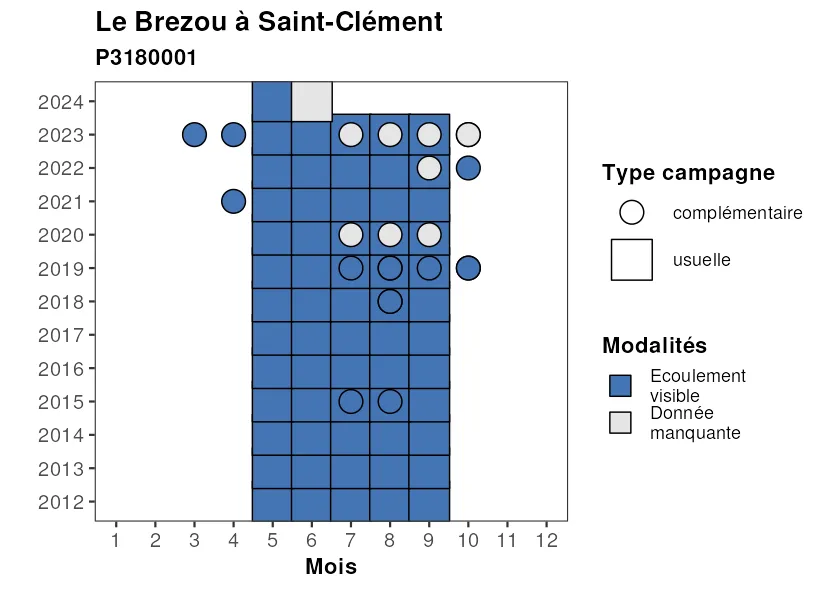 Le Brezou à Saint-Clément
P3180001
2024
2023
2022
2021
2020
2019
2018
2017
2016
2015
2014
2013
2012
1 2 3 4 5 6 7 8 9 10 11 12
Mois
Type campagne
complémentaire
usuelle
Modalités
Ecoulement
visible
Donnée
manquante